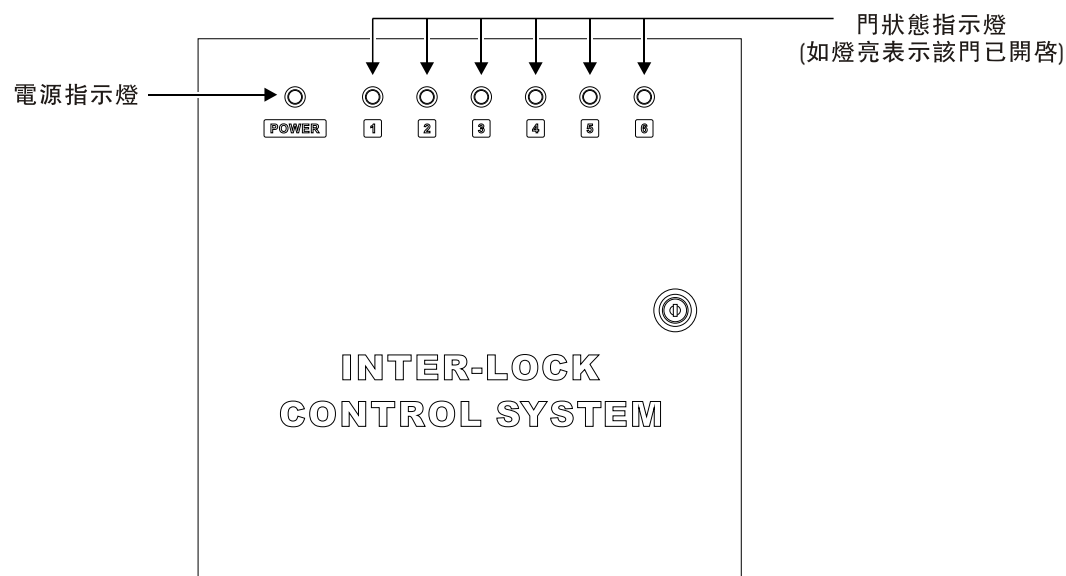 門狀態指示燈
(如燈亮表示該門已開啓)
電源指示燈
POWER 1 2 3 4 5 6
INTER-LOCK
CONTROL SYSTEM